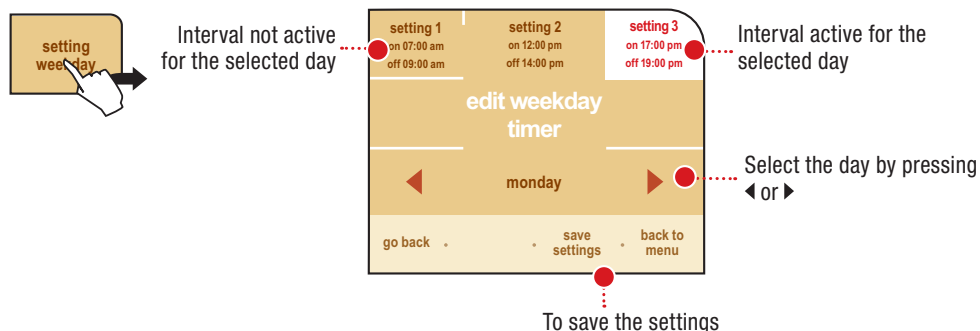 setting
weekday
Interval not active
for the selected day
setting 1
on 07:00 am
off 09:00 am
setting 2
on 12:00 pm
off 14:00 pm
setting 3
on 17:00 pm
off 19:00 pm
Interval active for the
selected day
edit weekday
timer
◀ monday ▶
Select the day by pressing
◀ or ▶
go back
save
settings
back to
menu
To save the settings